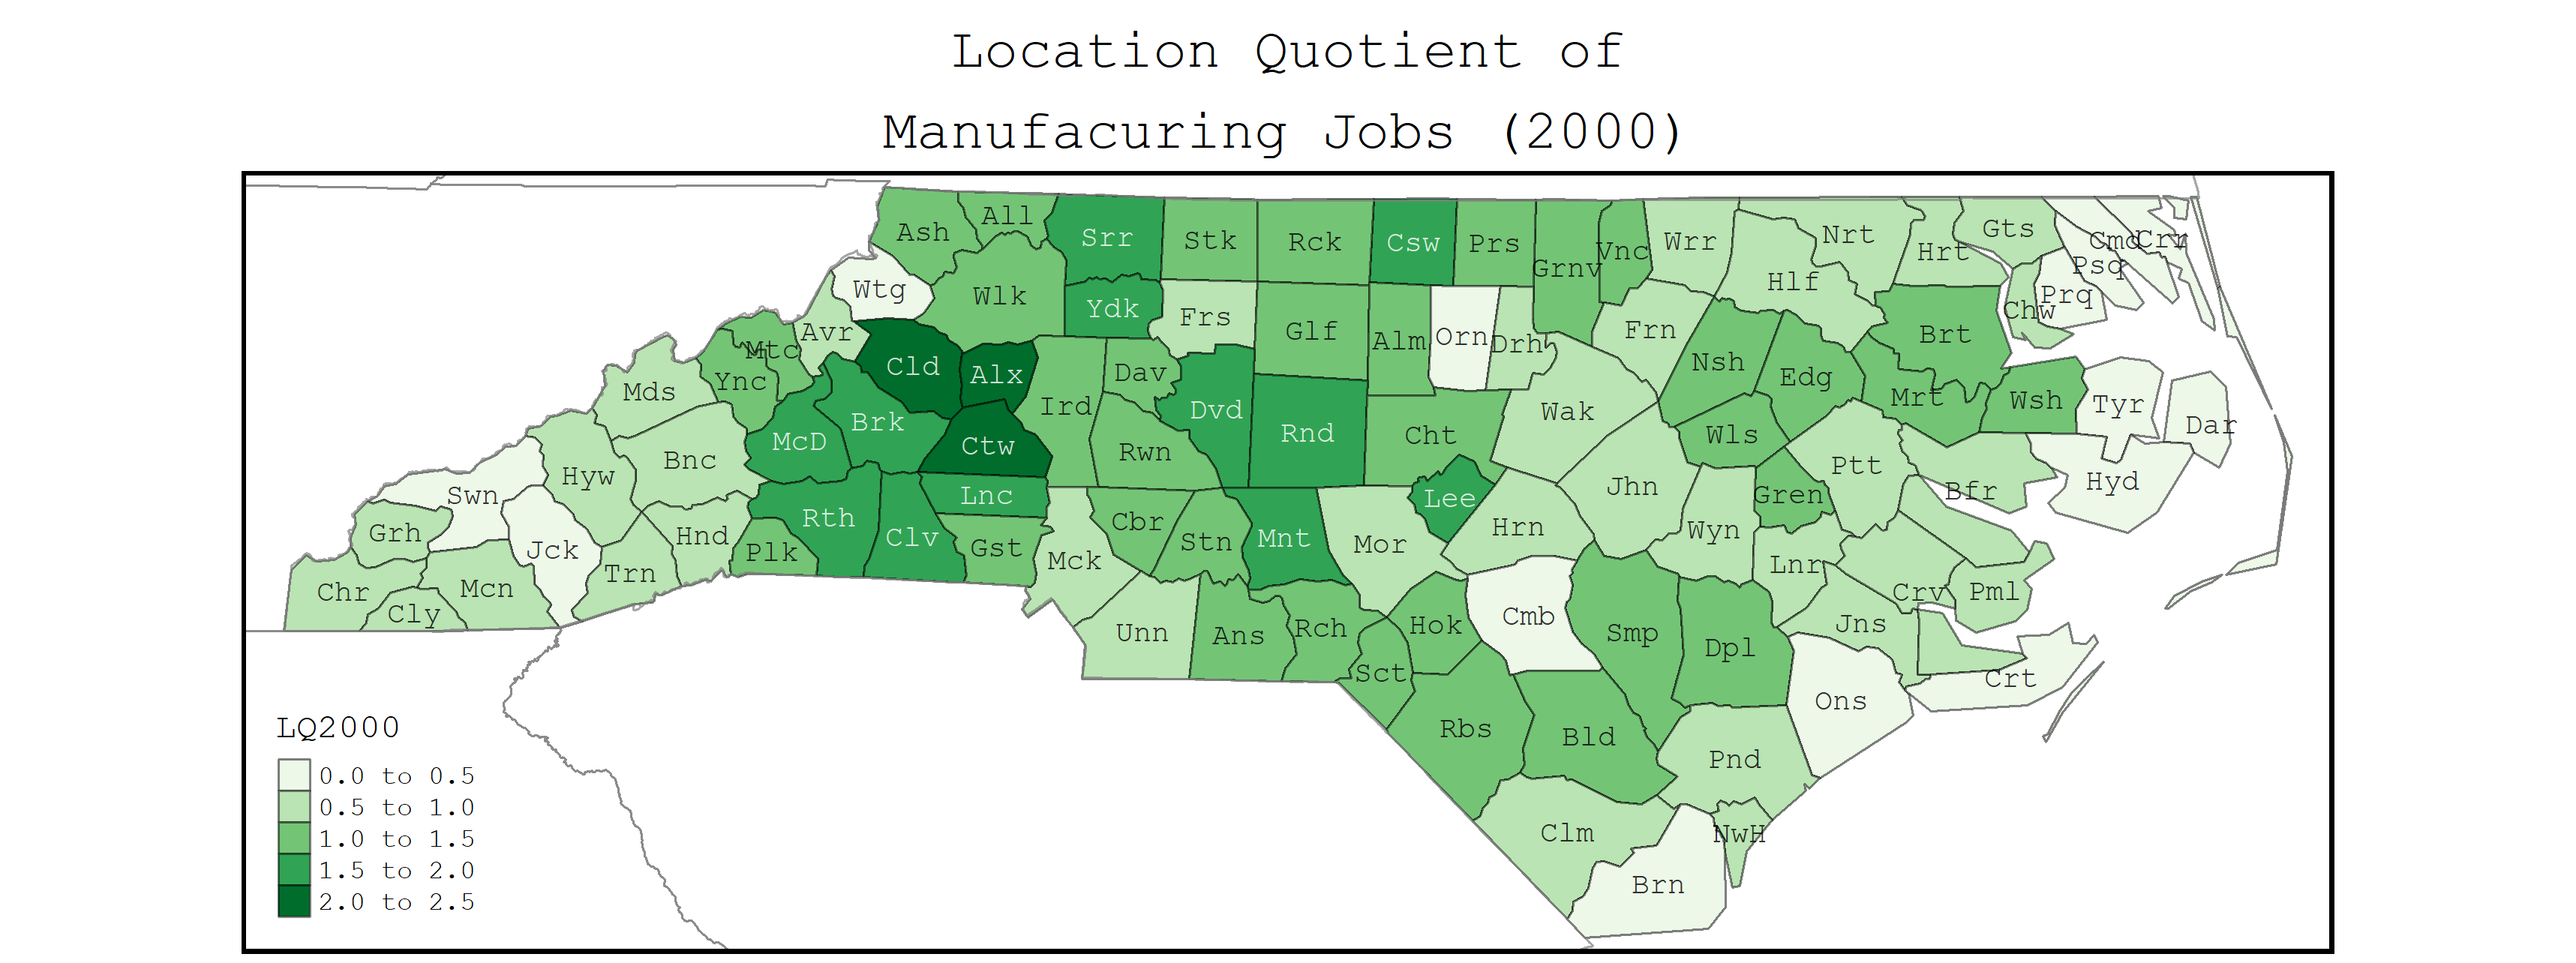 Location Quotient of
Manufacuring Jobs (2000)
Ash
All
Srr
Stk
Rck
Csw
Prs
Grnv
Vnc
Wrr
Nrt
Hlf
Hrt
Gts
Cmd
Crr
Psq
Prq
Chw
Wtg
Wlk
Ydk
Frs
Glf
Alm
Orn
Drh
Frn
Nsh
Edg
Brt
Mrt
Wsh
Tyr
Dar
Avr
Mtc
Ync
Mds
Cld
Alx
Ird
Dav
Dvd
Rnd
Cht
Wak
Wls
Ptt
Bfr
Hyd
McD
Brk
Ctw
Rwn
Bnc
Hyw
Swn
Grh
Jck
Hnd
Rth
Plk
Clv
Lnc
Gst
Mck
Cbr
Stn
Mnt
Mor
Lee
Hrn
Jhn
Wyn
Gren
Lnr
Crv
Pml
Chr
Cly
Mcn
Trn
Unn
Ans
Rch
Sct
Hok
Cmb
Smp
Dpl
Jns
Ons
Crt
Rbs
Bld
Pnd
Clm
NwH
Brn
LQ2000
0.0 to 0.5
0.5 to 1.0
1.0 to 1.5
1.5 to 2.0
2.0 to 2.5